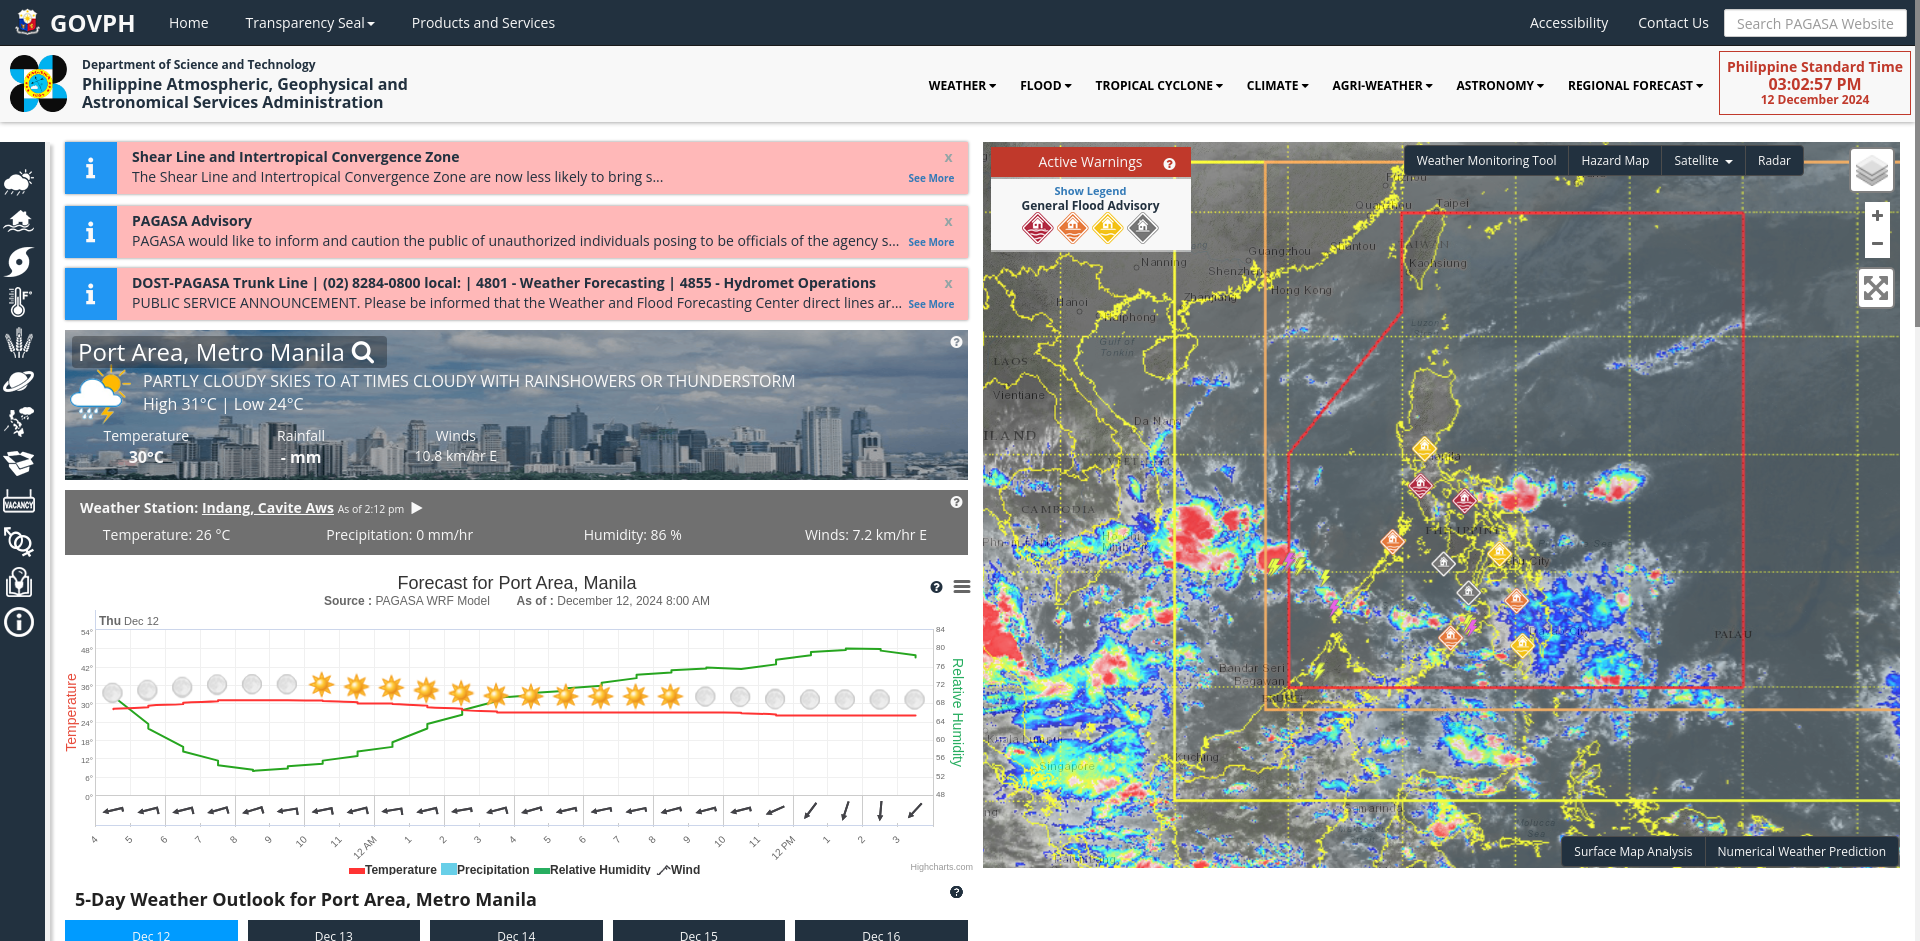 GOVPH
Home
Transparency Seal
Products and Services
Accessibility
Contact Us
Search PAGASA Website
Department of Science and Technology
Philippine Atmospheric, Geophysical and
Astronomical Services Administration
WEATHER
FLOOD
TROPICAL CYCLONE
CLIMATE
AGRI-WEATHER
ASTRONOMY
REGIONAL FORECAST
Philippine Standard Time
03:02:57 PM
12 December 2024
Shear Line and Intertropical Convergence Zone
x
The Shear Line and Intertropical Convergence Zone are now less likely to bring s...
See More
PAGASA Advisory
x
PAGASA would like to inform and caution the public of unauthorized individuals posing to be officials of the agency s...
See More
DOST-PAGASA Trunk Line | (02) 8284-0800 local: | 4801 - Weather Forecasting | 4855 - Hydromet Operations
x
PUBLIC SERVICE ANNOUNCEMENT. Please be informed that the Weather and Flood Forecasting Center direct lines ar...
See More
VACANCY
Port Area, Metro Manila
PARTLY CLOUDY SKIES TO AT TIMES CLOUDY WITH RAINSHOWERS OR THUNDERSTORM
High 31°C | Low 24°C
Temperature
Rainfall
Winds
30°C
- mm
10.8 km/hr E
Weather Station: Indang, Cavite Aws As of 2:12 pm
Temperature: 26 °C
Precipitation: 0 mm/hr
Humidity: 86 %
Winds: 7.2 km/hr E
Forecast for Port Area, Manila
Source : PAGASA WRF Model As of : December 12, 2024 8:00 AM
Thu Dec 12
54°
48°
42°
36°
30°
24°
18°
12°
6°
0°
Temperature
84
80
76
72
68
64
60
56
52
48
Relative Humidity
4 5 6 7 8 9 10 11 12 AM 1 2 3 4 5 6 7 8 9 10 11 12 PM 1 2 3
Temperature Precipitation Relative Humidity Wind
Highcharts.com
5-Day Weather Outlook for Port Area, Metro Manila
Dec 12
Dec 13
Dec 14
Dec 15
Dec 16
Active Warnings
Show Legend
General Flood Advisory
Weather Monitoring Tool
Hazard Map
Satellite
Radar
+
−
Taipei
Guangzhou
Nanning
Shenzhen
Kaohsiung
Hong Kong
Hanoi
Zhanjiang
Haiphong
Gulf of
Tonkin
LAOS
Vientiane
Da Nang
CAMBODIA
PALAU
Bandar Seri
Begawan
Kuala Lumpur
Kuching
Singapore
Surface Map Analysis
Numerical Weather Prediction